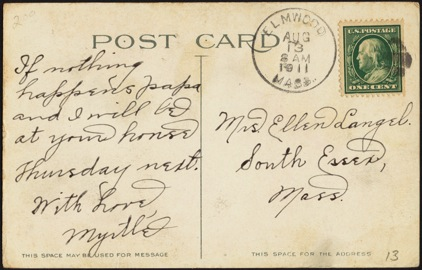 2
POST CARD
ELMWOOD
AUG
13
8 AM
1911
MASS.
U.S. POSTAGE
ONE CENT
If nothing
happens, papa
and I will be
at your house
Thursday next.
With Love,
Myrtle
Mrs. Ellen Langel.
South Essex,
Mass.
THIS SPACE MAY BE USED FOR MESSAGE
THIS SPACE FOR THE ADDRESS
13